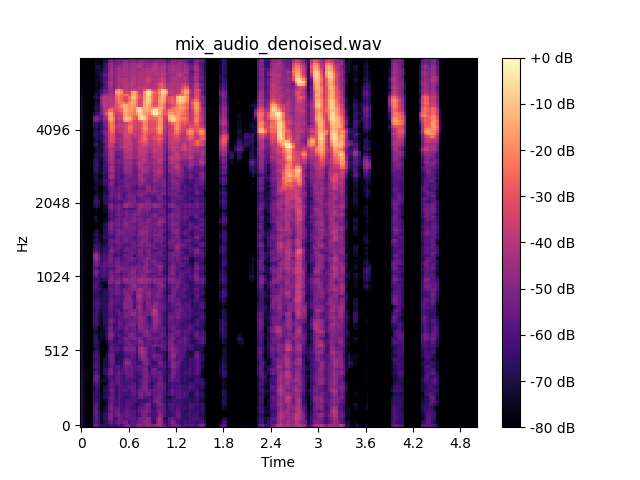 mix_audio_denoised.wav
+0 dB
-10 dB
-20 dB
-30 dB
-40 dB
-50 dB
-60 dB
-70 dB
-80 dB
Hz
4096
2048
1024
512
0
0 0.6 1.2 1.8 2.4 3 3.6 4.2 4.8
Time